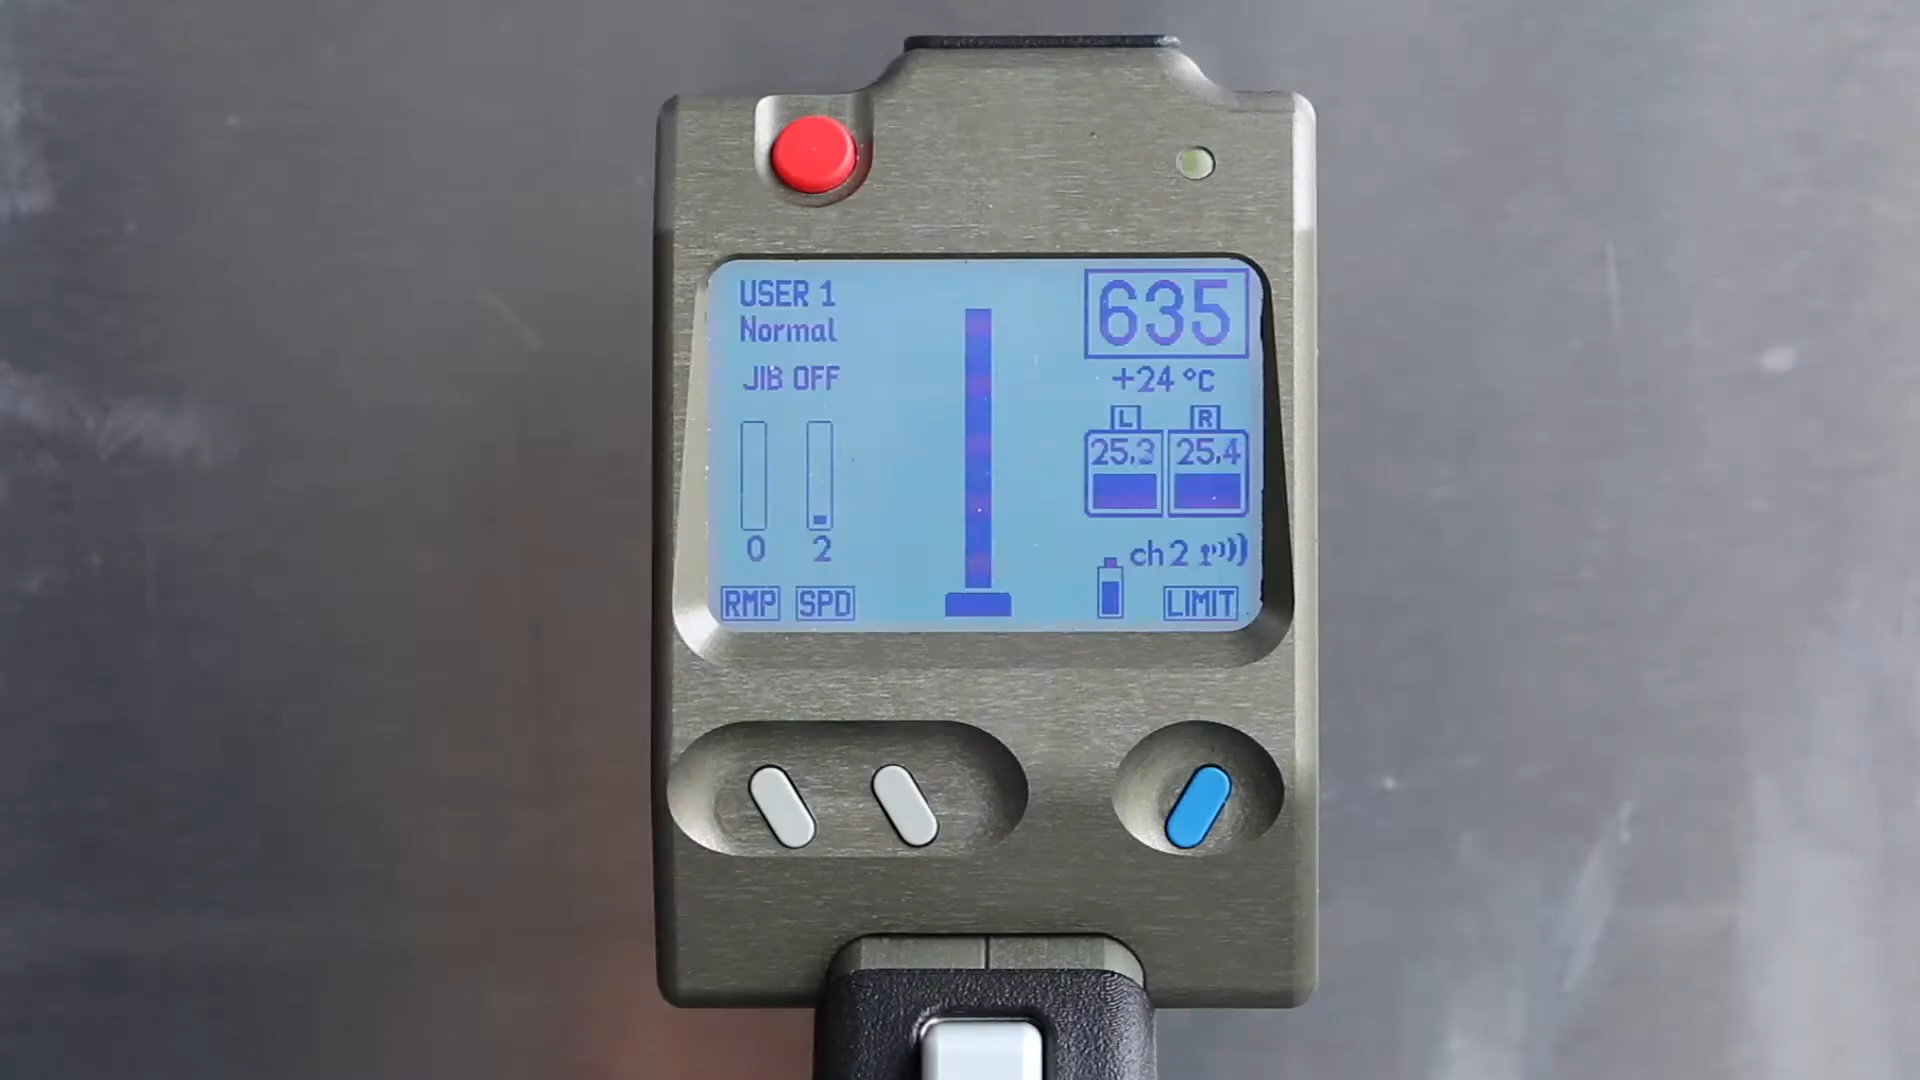 USER 1
Normal
JIB OFF
0 2
RMP SPD
635
+24 °C
L R
25,3 25,4
ch 2
LIMIT